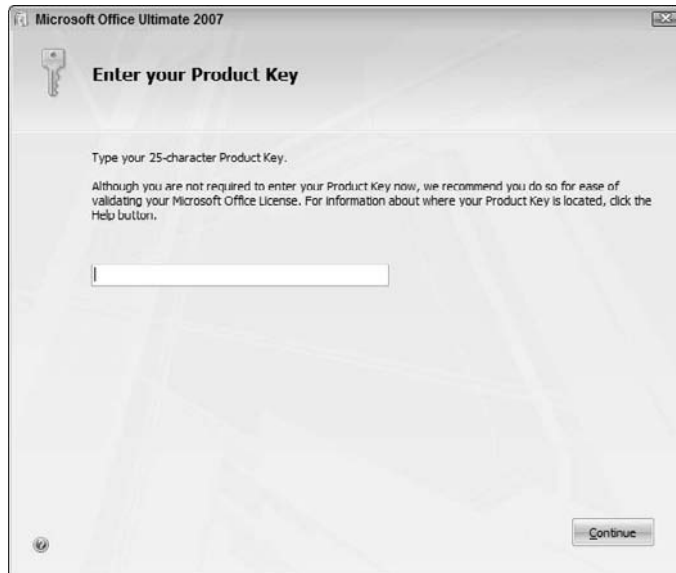 Microsoft Office Ultimate 2007
Enter your Product Key
Type your 25-character Product Key.
Although you are not required to enter your Product Key now, we recommend you do so for ease of
validating your Microsoft Office License. For information about where your Product Key is located, click the
Help button.
Continue